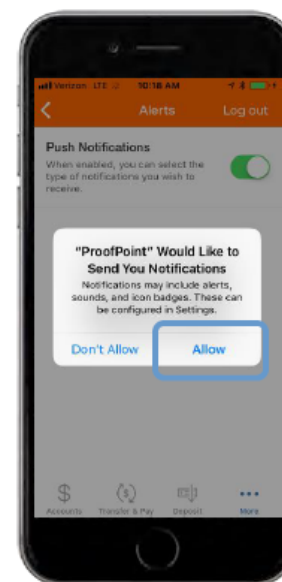 Verizon LTE 10:18 AM
Alerts Log out
Push Notifications
When enabled, you can select the
type of notifications you wish to
receive.
"ProofPoint" Would Like to
Send You Notifications
Notifications may include alerts,
sounds, and icon badges. These can
be configured in Settings.
Don't Allow Allow
Accounts Transfer & Pay Deposit More